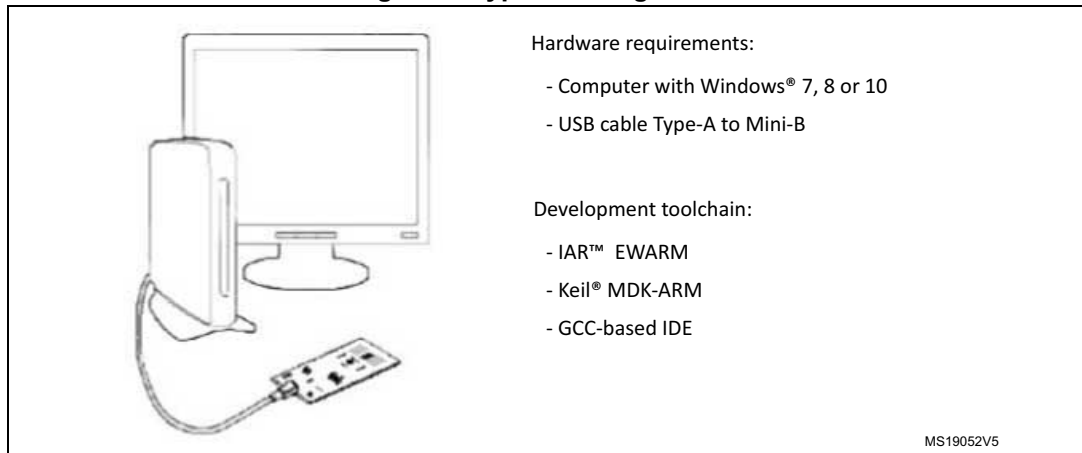 Hardware requirements:
- Computer with Windows® 7, 8 or 10
- USB cable Type-A to Mini-B
Development toolchain:
- IAR™ EWARM
- Keil® MDK-ARM
- GCC-based IDE
MS19052V5